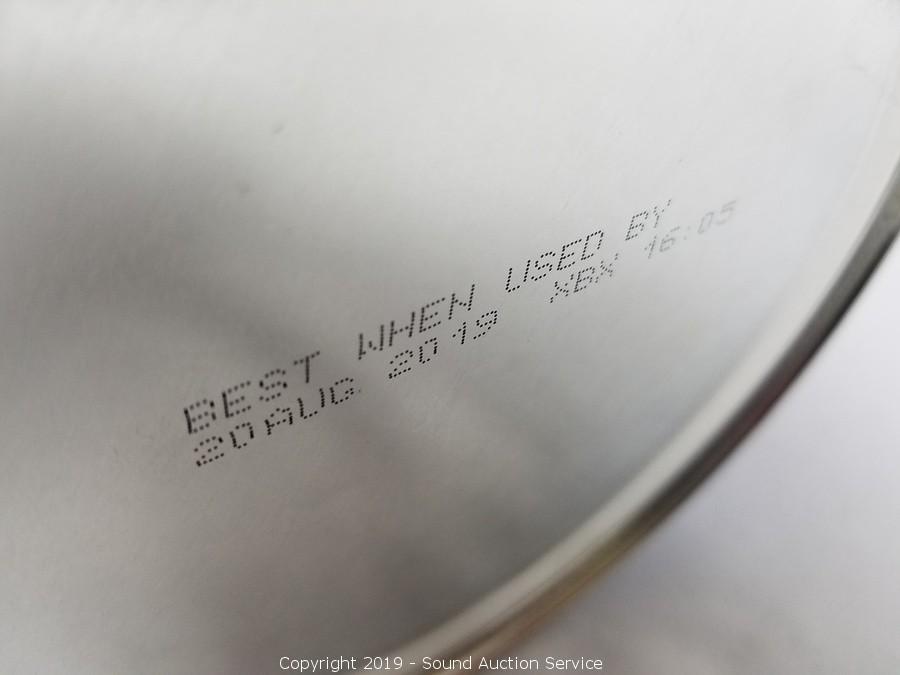 BEST WHEN USED BY
20AUG 2019 XBX 16:05
Copyright 2019 - Sound Auction Service